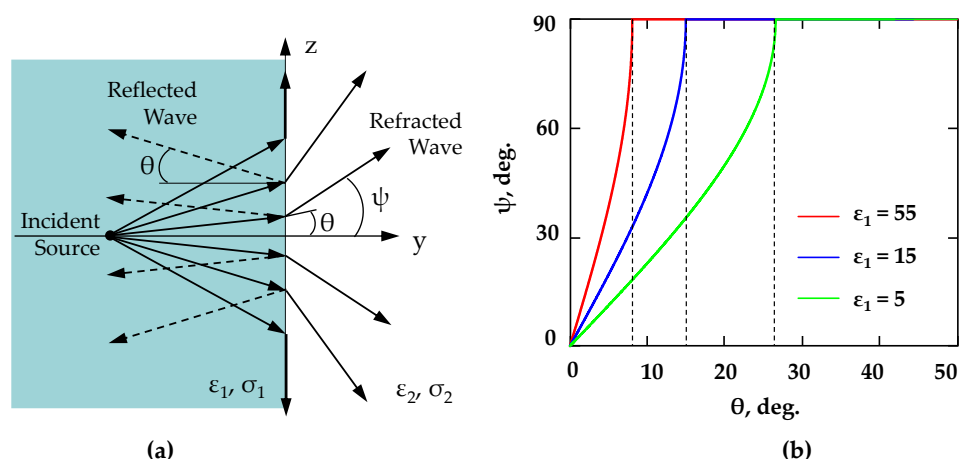 z
Reflected
Wave
Refracted
Wave
θ
ψ
θ
Incident
Source
y
ε₁, σ₁
ε₂, σ₂
(a)
90
60
30
0
ψ, deg.
ε₁ = 55
ε₁ = 15
ε₁ = 5
0 10 20 30 40 50
θ, deg.
(b)